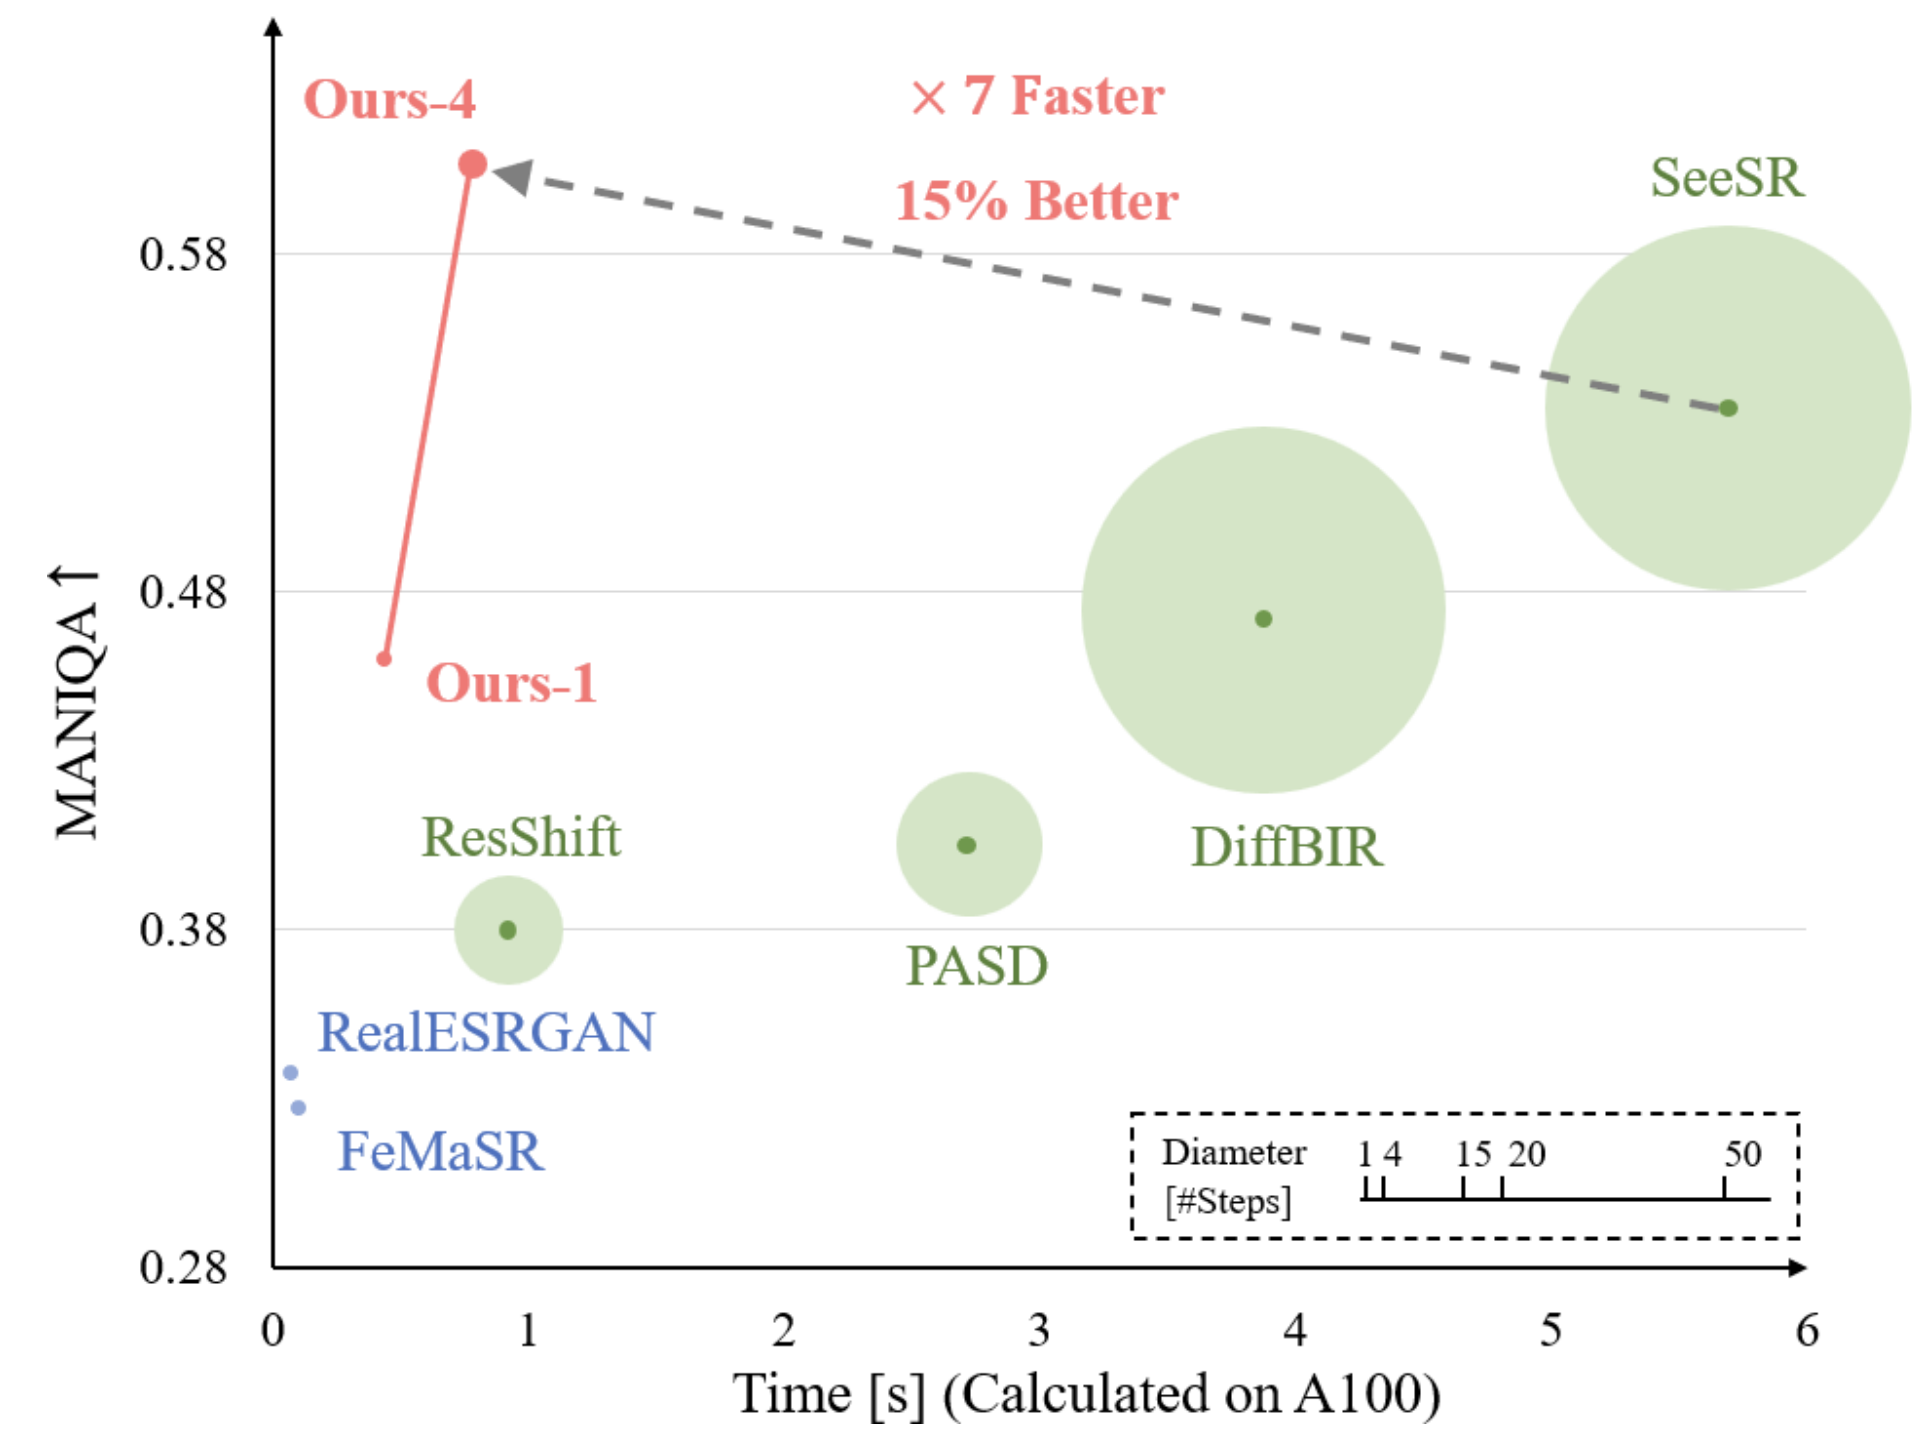 Ours-4
× 7 Faster
15% Better
SeeSR
0.58
0.48
MANIQA ↑
Ours-1
ResShift
DiffBIR
0.38
PASD
RealESRGAN
FeMaSR
Diameter
[#Steps]
1 4 15 20 50
0.28
0 1 2 3 4 5 6
Time [s] (Calculated on A100)